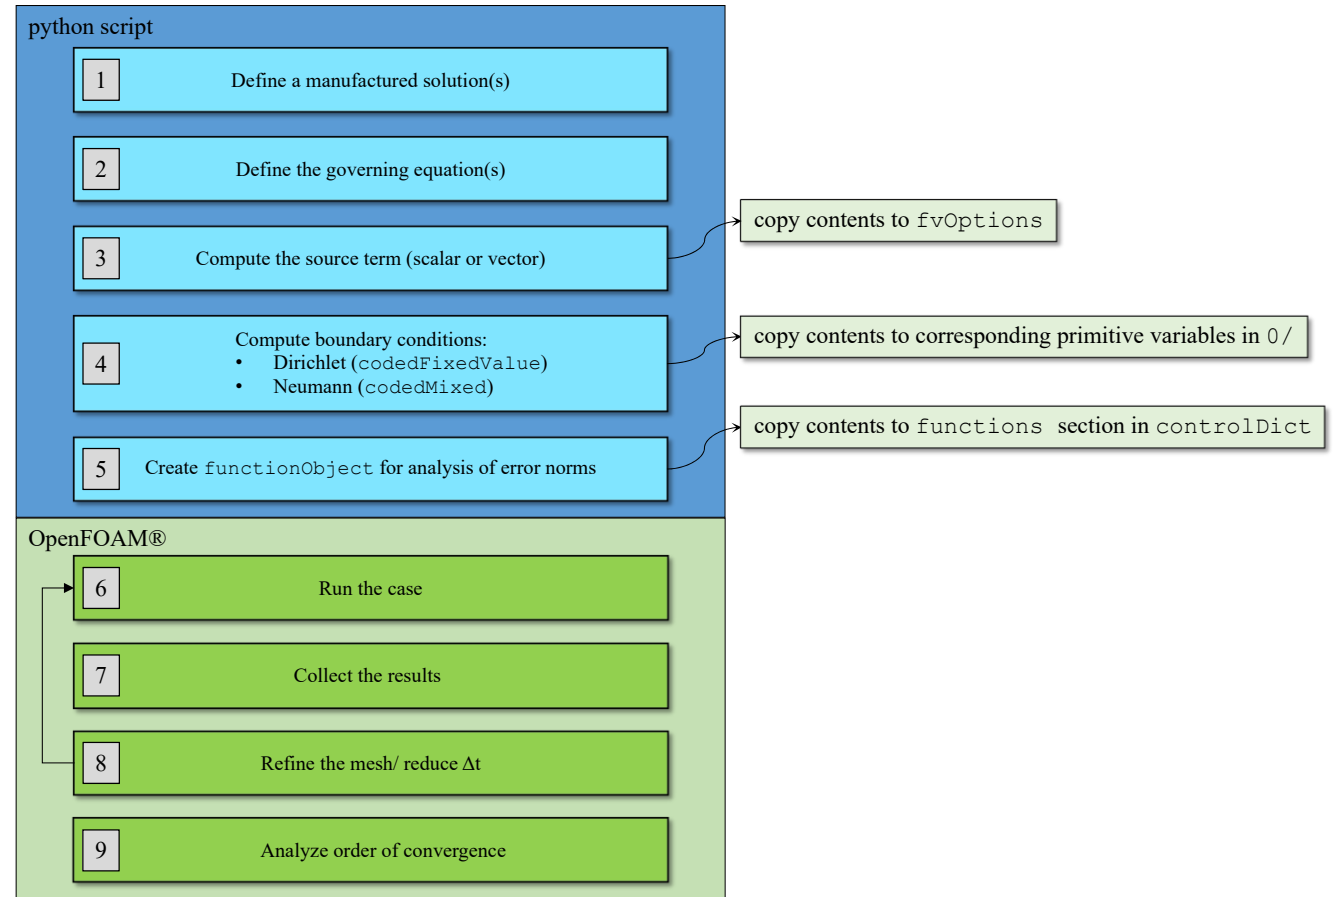 python script
1
Define a manufactured solution(s)
2
Define the governing equation(s)
3
Compute the source term (scalar or vector)
copy contents to fvOptions
4
Compute boundary conditions:
• Dirichlet (codedFixedValue)
• Neumann (codedMixed)
copy contents to corresponding primitive variables in 0/
5
Create functionObject for analysis of error norms
copy contents to functions section in controlDict
OpenFOAM®
6
Run the case
7
Collect the results
8
Refine the mesh/ reduce Δt
9
Analyze order of convergence